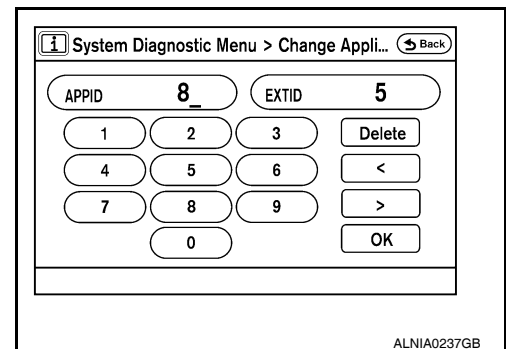 i System Diagnostic Menu > Change Appli... Back
APPID 8_ EXTID 5
1 2 3 Delete
4 5 6 <
7 8 9 >
0 OK
ALNIA0237GB